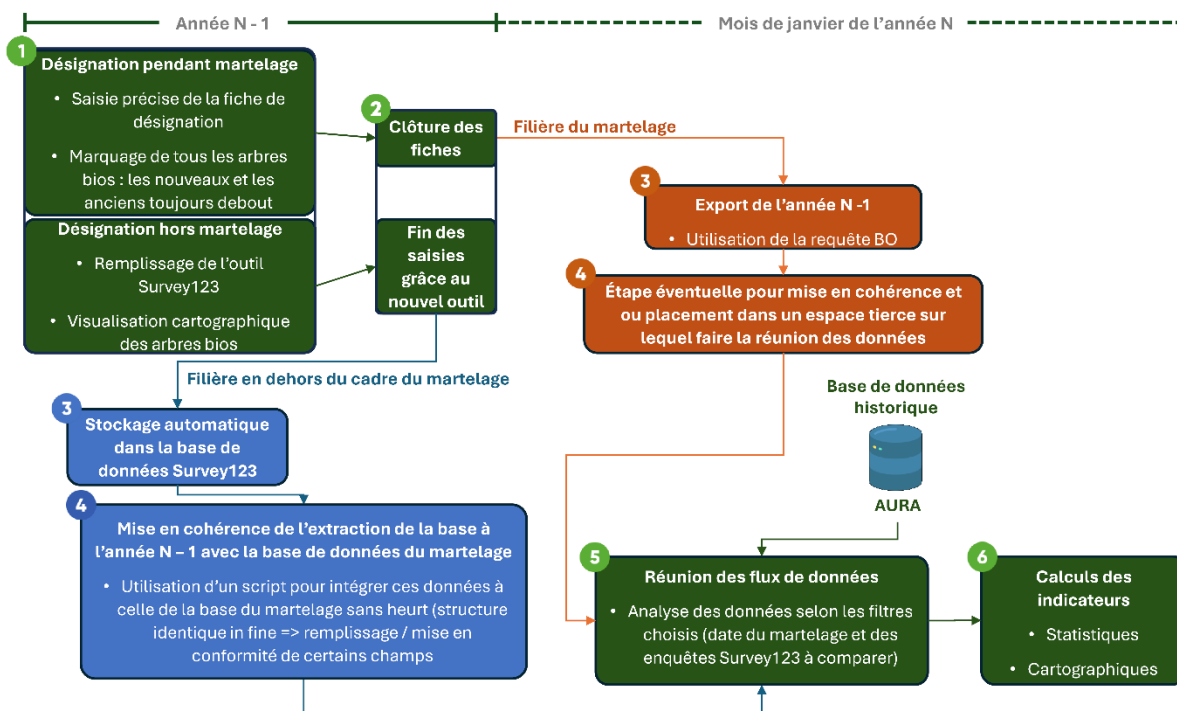 Année N - 1
Mois de janvier de l’année N
1
Désignation pendant martelage
• Saisie précise de la fiche de
désignation
• Marquage de tous les arbres
bios : les nouveaux et les
anciens toujours debout
Désignation hors martelage
• Remplissage de l’outil
Survey123
• Visualisation cartographique
des arbres bios
2
Clôture des
fiches
Fin des
saisies
grâce au
nouvel outil
Filière du martelage
3
Export de l’année N -1
• Utilisation de la requête BO
4
Étape éventuelle pour mise en cohérence et
ou placement dans un espace tierce sur
lequel faire la réunion des données
Filière en dehors du cadre du martelage
3
Stockage automatique
dans la base de
données Survey123
4
Mise en cohérence de l’extraction de la base à
l’année N – 1 avec la base de données du martelage
• Utilisation d’un script pour intégrer ces données à
celle de la base du martelage sans heurt (structure
identique in fine => remplissage / mise en
conformité de certains champs
Base de données
historique
AURA
5
Réunion des flux de données
• Analyse des données selon les filtres
choisis (date du martelage et des
enquêtes Survey123 à comparer)
6
Calculs des
indicateurs
• Statistiques
• Cartographiques